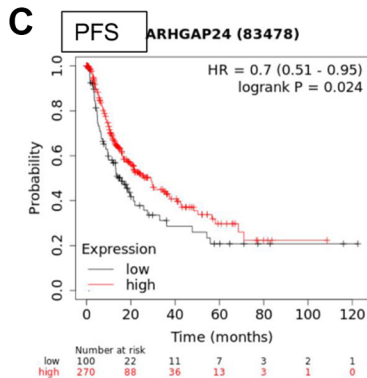 C
PFS ARHGAP24 (83478)
HR = 0.7 (0.51 - 0.95)
logrank P = 0.024
Probability
1.0
0.8
0.6
0.4
0.2
0.0
Expression
low
high
0 20 40 60 80 100 120
Time (months)
Number at risk
low 100 22 11 7 3 2 1
high 270 88 36 13 3 1 0